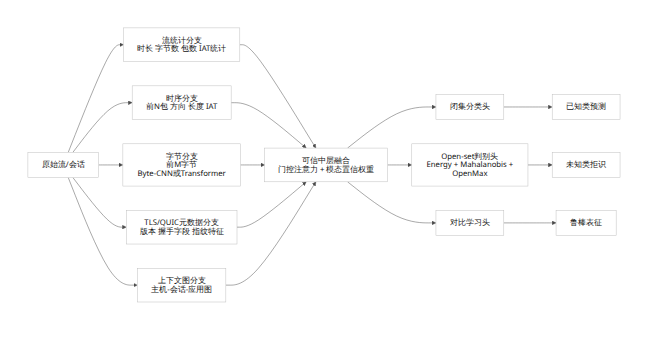 流统计分支
时长 字节数 包数 IAT统计
时序分支
前N包 方向 长度 IAT
原始流/会话
字节分支
前M字节
Byte-CNN或Transformer
TLS/QUIC元数据分支
版本 握手字段 指纹特征
上下文图分支
主机-会话-应用图
可信中层融合
门控注意力 + 模态置信权重
闭集分类头
已知类预测
Open-set判别头
Energy + Mahalanobis +
OpenMax
未知类拒识
对比学习头
鲁棒表征